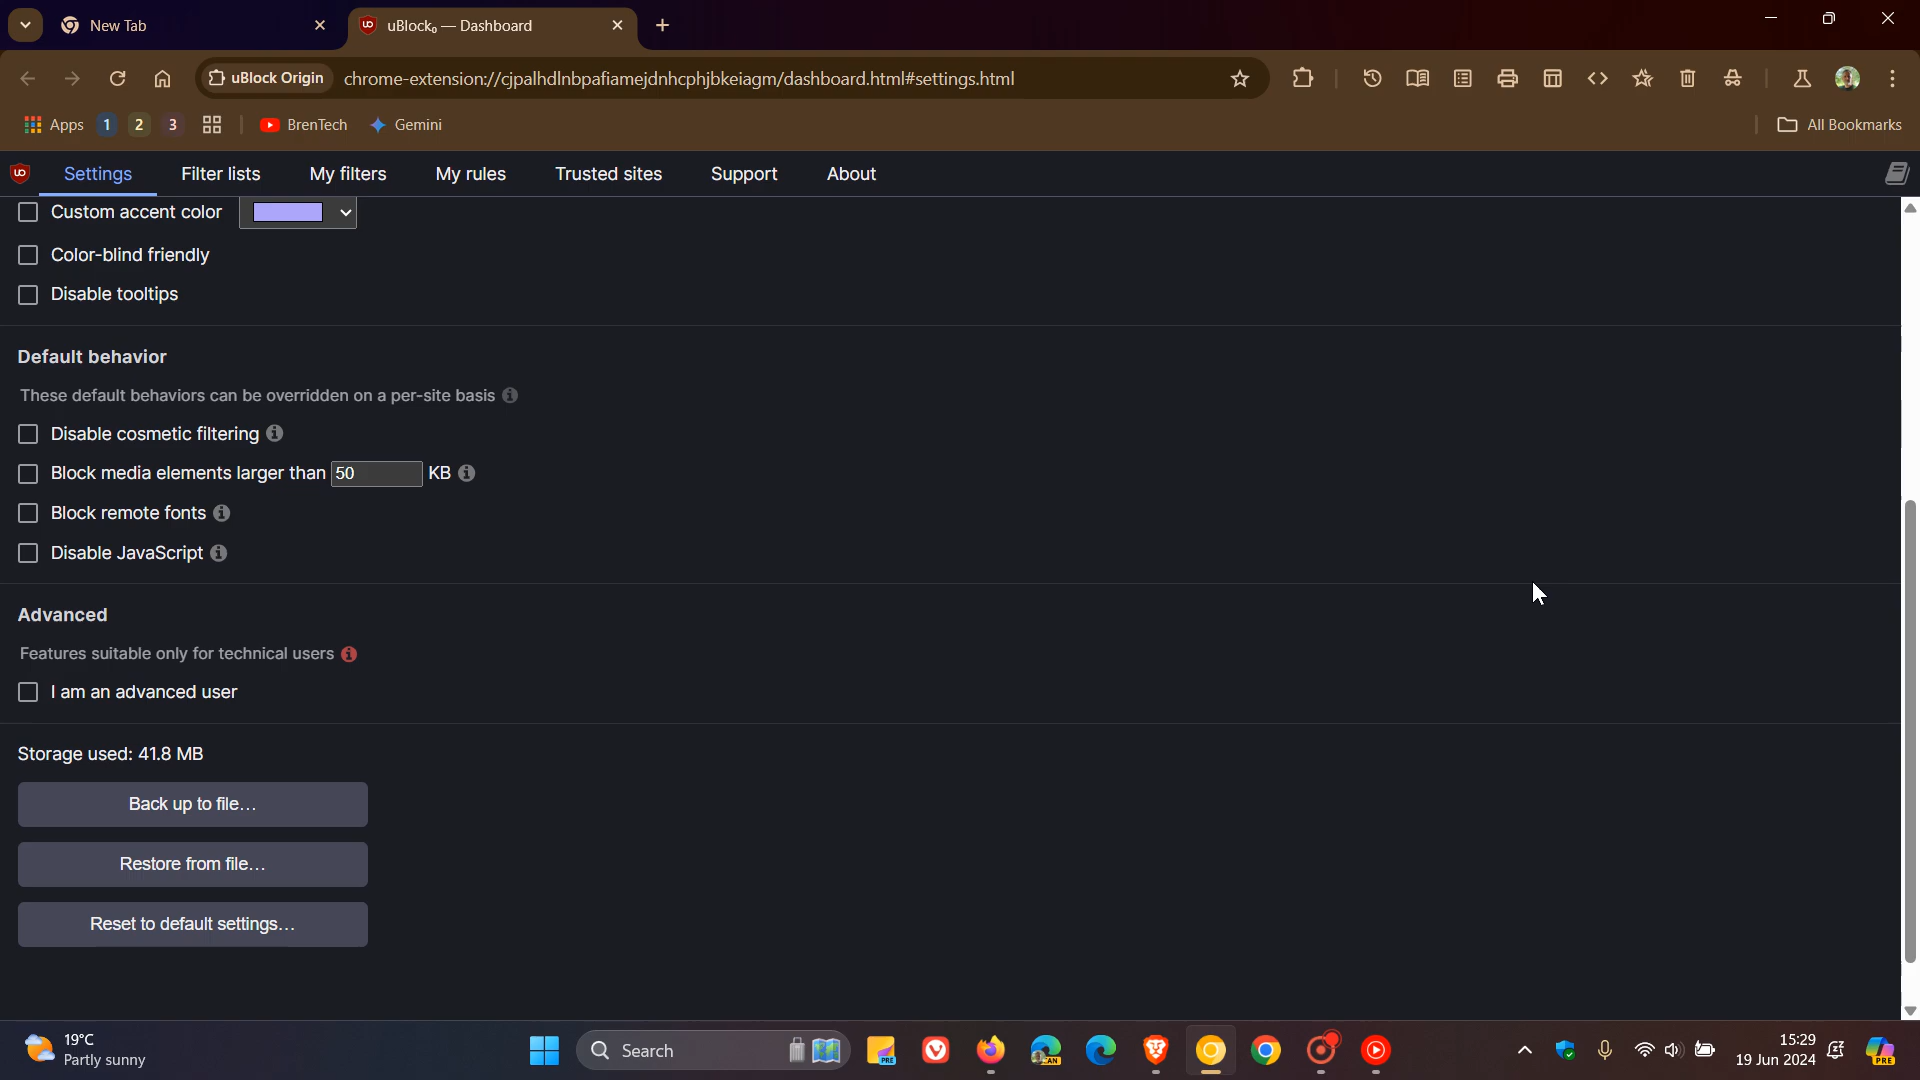 New Tab
uBlock₀ — Dashboard
uBlock Origin
chrome-extension://cjpalhdlnbpafiamejdnhcphjbkeiagm/dashboard.html#settings.html
Apps 1 2 3 BrenTech Gemini All Bookmarks
Settings Filter lists My filters My rules Trusted sites Support About
Custom accent color
Color-blind friendly
Disable tooltips
Default behavior
These default behaviors can be overridden on a per-site basis
Disable cosmetic filtering
Block media elements larger than 50 KB
Block remote fonts
Disable JavaScript
Advanced
Features suitable only for technical users
I am an advanced user
Storage used: 41.8 MB
Back up to file…
Restore from file…
Reset to default settings…
19°C
Partly sunny
Search
PRE
CAN
15:29
19 Jun 2024
PRE